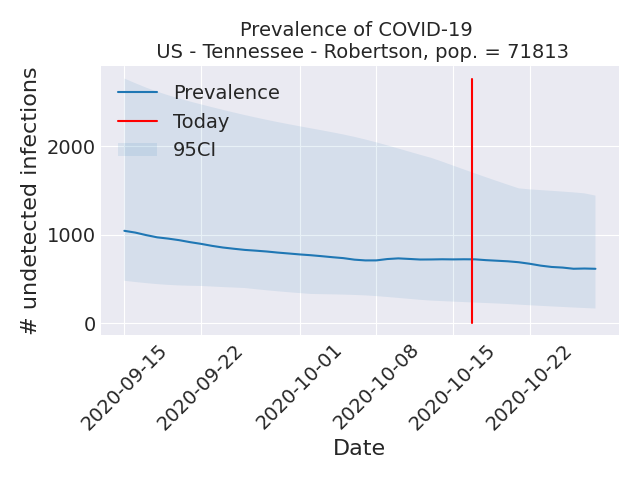 Prevalence of COVID-19
US - Tennessee - Robertson, pop. = 71813
# undetected infections
2000
1000
0
Prevalence
Today
95CI
2020-09-15
2020-09-22
2020-10-01
2020-10-08
2020-10-15
2020-10-22
Date